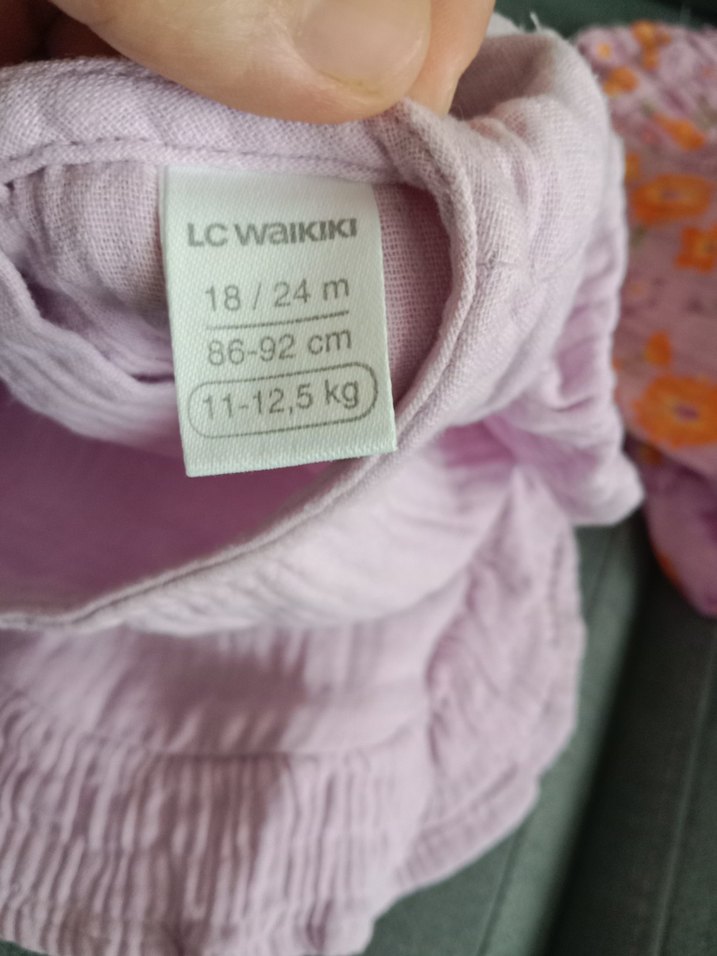 LC WAIKIKI
18 / 24 m
86-92 cm
11-12,5 kg